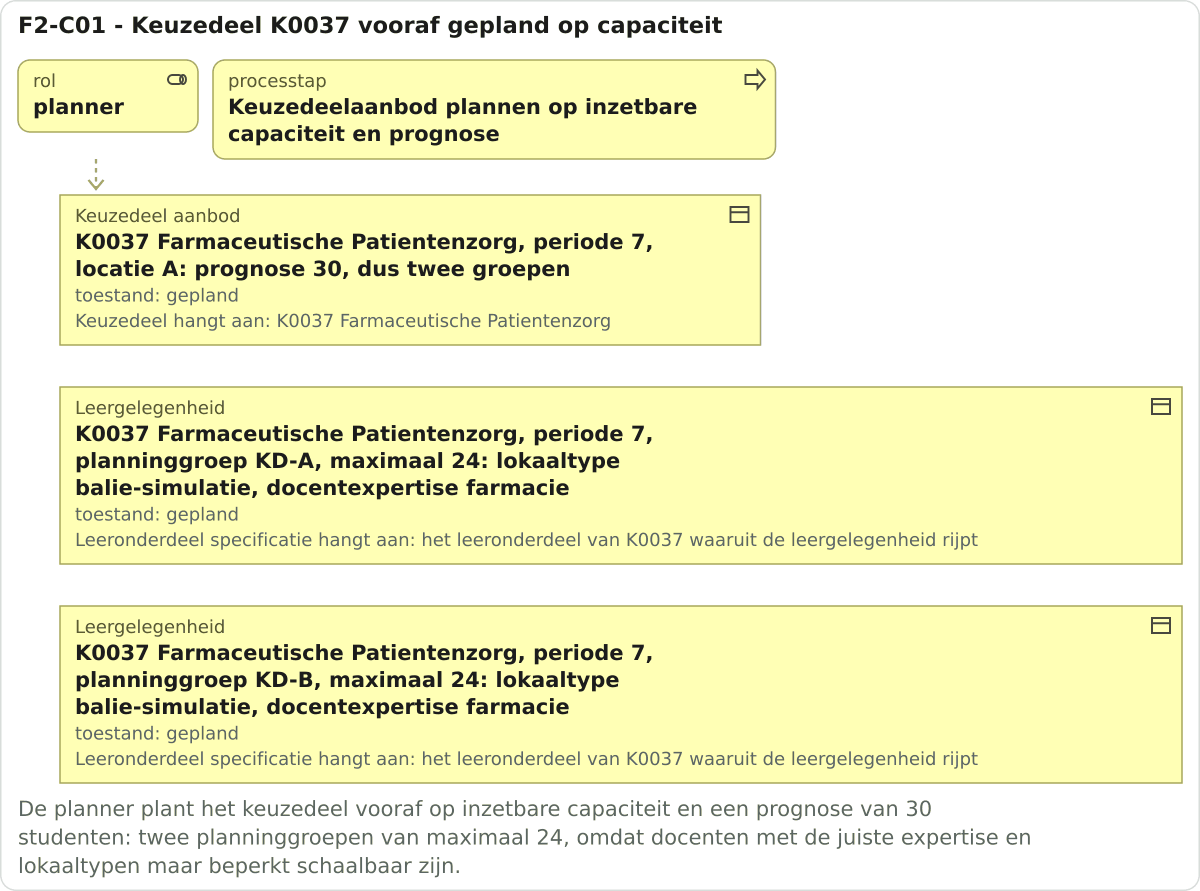 F2-C01 - Keuzedeel K0037 vooraf gepland op capaciteit
rol
planner
processtap
Keuzedeelaanbod plannen op inzetbare
capaciteit en prognose
Keuzedeel aanbod
K0037 Farmaceutische Patientenzorg, periode 7,
locatie A: prognose 30, dus twee groepen
toestand: gepland
Keuzedeel hangt aan: K0037 Farmaceutische Patientenzorg
Leergelegenheid
K0037 Farmaceutische Patientenzorg, periode 7,
planninggroep KD-A, maximaal 24: lokaaltype
balie-simulatie, docentexpertise farmacie
toestand: gepland
Leeronderdeel specificatie hangt aan: het leeronderdeel van K0037 waaruit de leergelegenheid rijpt
Leergelegenheid
K0037 Farmaceutische Patientenzorg, periode 7,
planninggroep KD-B, maximaal 24: lokaaltype
balie-simulatie, docentexpertise farmacie
toestand: gepland
Leeronderdeel specificatie hangt aan: het leeronderdeel van K0037 waaruit de leergelegenheid rijpt
De planner plant het keuzedeel vooraf op inzetbare capaciteit en een prognose van 30
studenten: twee planninggroepen van maximaal 24, omdat docenten met de juiste expertise en
lokaaltypen maar beperkt schaalbaar zijn.